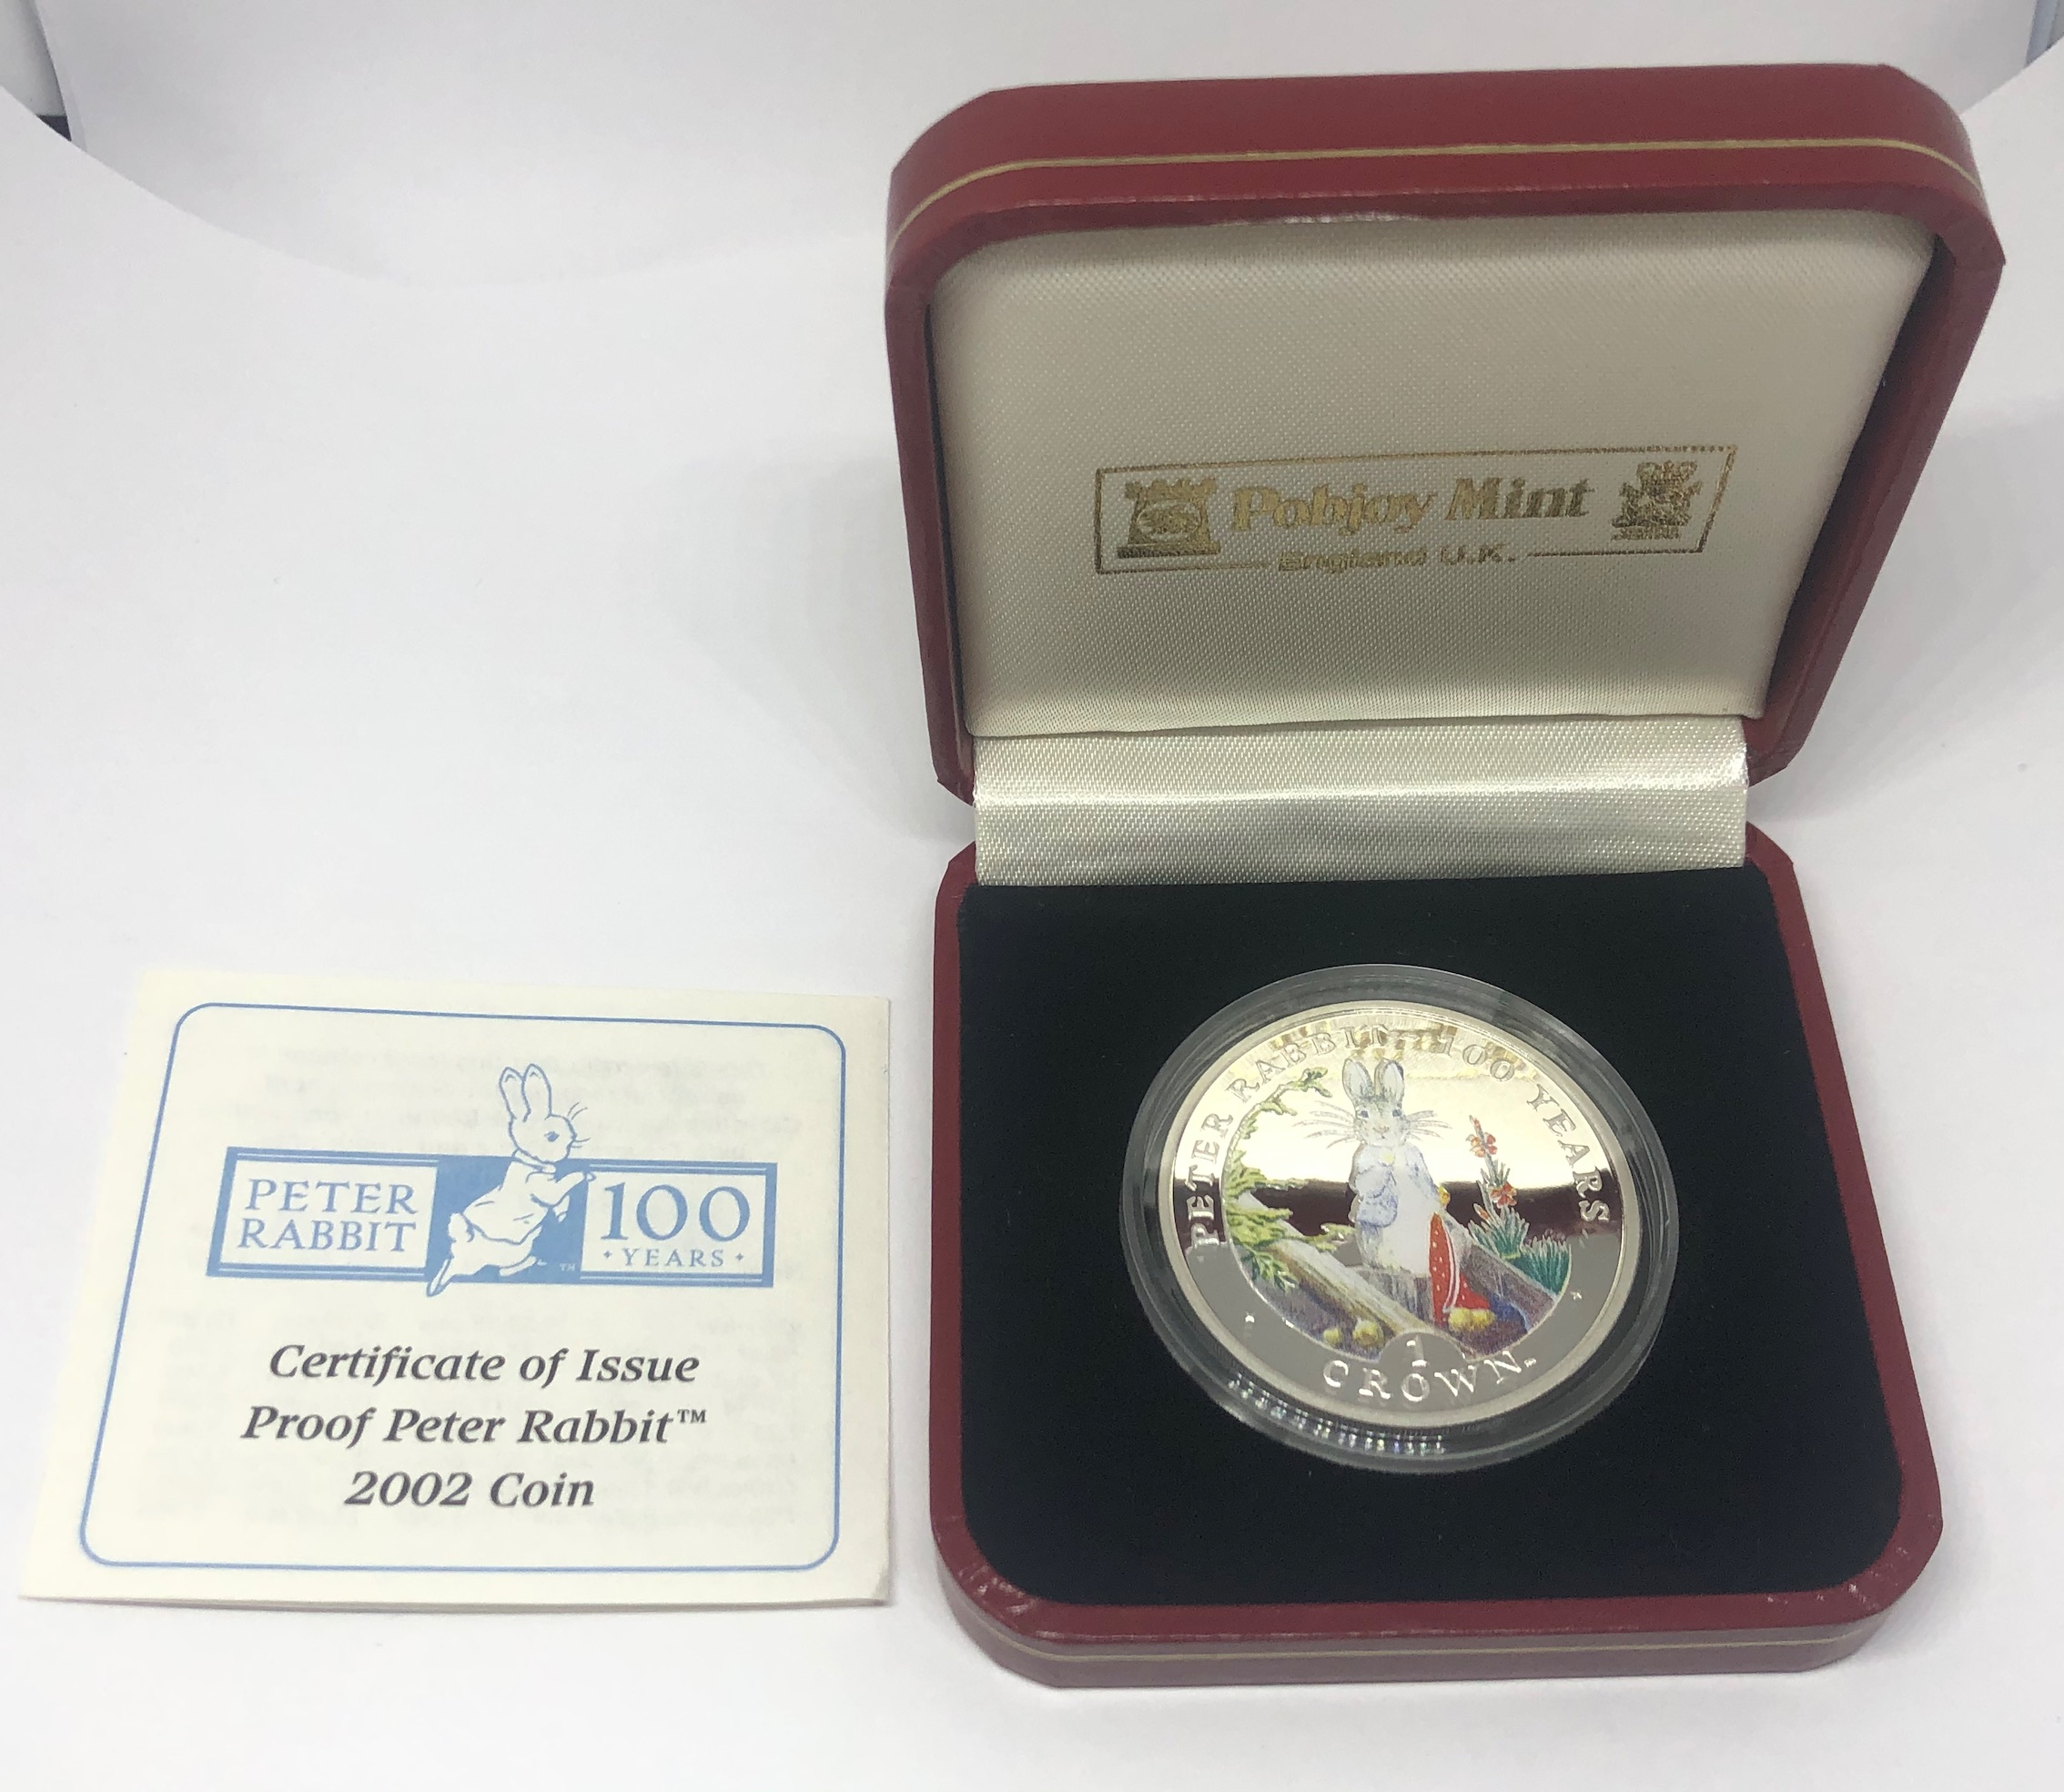 Pobjoy Mint
England U.K.
PETER RABBIT 100 YEARS
1
CROWN
PETER
RABBIT
100
YEARS
TM
Certificate of Issue
Proof Peter Rabbit™
2002 Coin